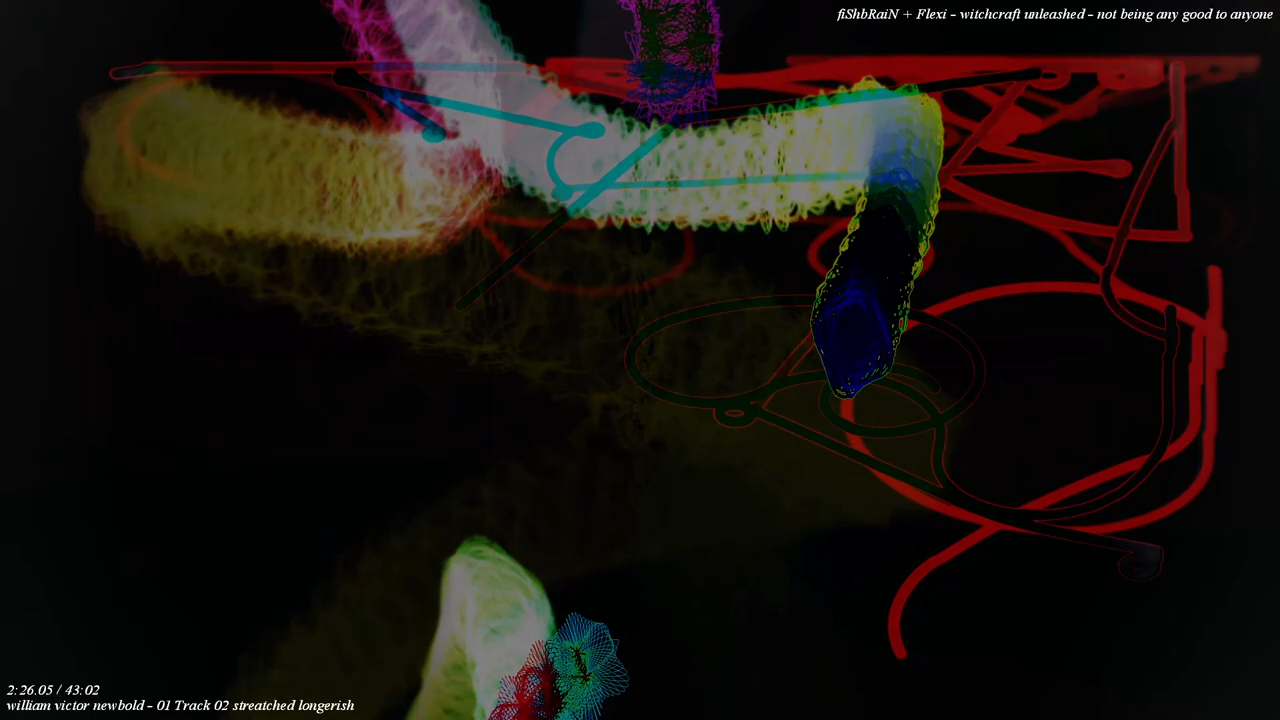 fiShbRaiN + Flexi - witchcraft unleashed - not being any good to anyone
2:26.05 / 43:02
william victor newbold - 01 Track 02 streatched longerish